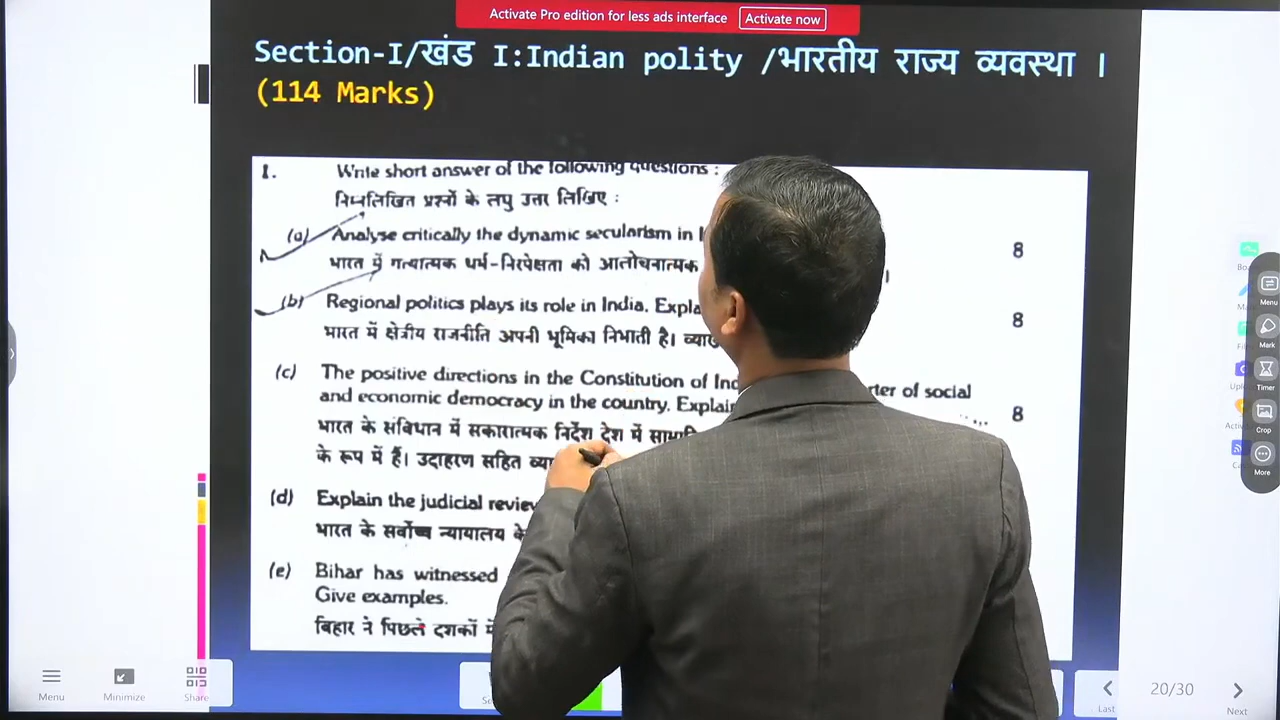 Activate Pro edition for less ads interface Activate now
Section-I/खंड I:Indian polity /भारतीय राज्य व्यवस्था ।
(114 Marks)
1. Write short answer of the following questions :
निम्नलिखित प्रश्नों के लघु उत्तर लिखिए :
(a) Analyse critically the dynamic secularism in
8
भारत में गत्यात्मक धर्म-निरपेक्षता को आलोचनात्मक
(b) Regional politics plays its role in India.
8
भारत में क्षेत्रीय राजनीति अपनी भूमिका निभाती है।
(c) The positive directions in the Constitution of of social
and economic democracy in the country.
8
भारत के संविधान में सकारात्मक निर्देश देश में
के रूप में हैं। उदाहरण सहित
(d) Explain the judicial
भारत के सर्वोच्च न्यायालय के
(e) Bihar has witnessed
Give examples.
बिहार ने पिछले दशकों में
Menu
Mark
Timer
Crop
More
Menu
Minimize
Share
Last
20/30
Next